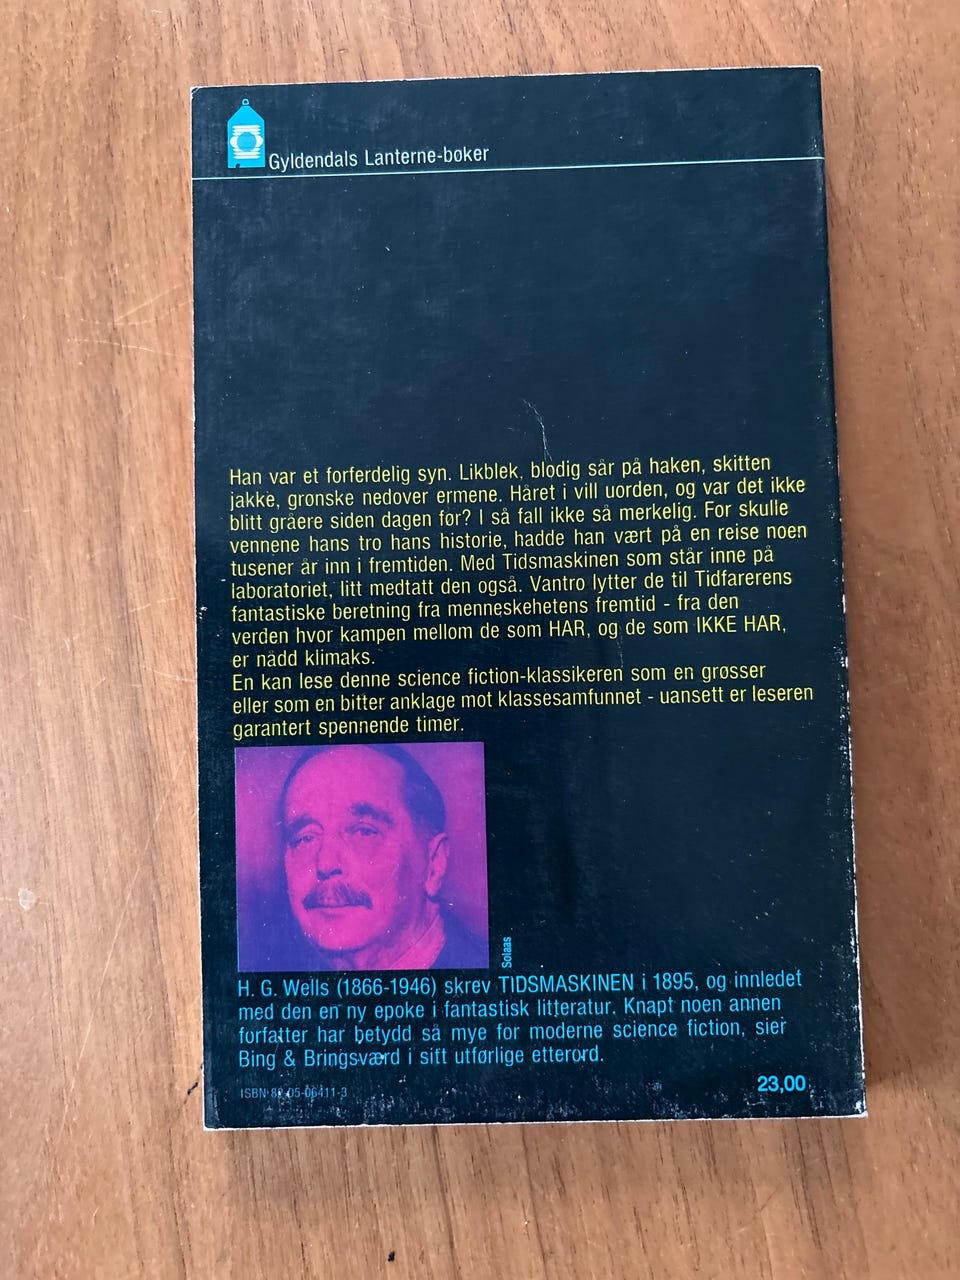 Gyldendals Lanterne-bøker
Han var et forferdelig syn. Likblek, blodig sår på haken, skitten
jakke, grønske nedover ermene. Håret i vill uorden, og var det ikke
blitt gråere siden dagen før? I så fall ikke så merkelig. For skulle
vennene hans tro hans historie, hadde han vært på en reise noen
tusener år inn i fremtiden. Med Tidsmaskinen som står inne på
laboratoriet, litt medtatt den også. Vantro lytter de til Tidfarerens
fantastiske beretning fra menneskehetens fremtid - fra den
verden hvor kampen mellom de som HAR, og de som IKKE HAR,
er nådd klimaks.
En kan lese denne science fiction-klassikeren som en grøsser
eller som en bitter anklage mot klassesamfunnet - uansett er leseren
garantert spennende timer.
Solaas
H. G. Wells (1866-1946) skrev TIDSMASKINEN i 1895, og innledet
med den en ny epoke i fantastisk litteratur. Knapt noen annen
forfatter har betydd så mye for moderne science fiction, sier
Bing & Bringsværd i sitt utførlige etterord.
ISBN 82-05-06411-3
23,00